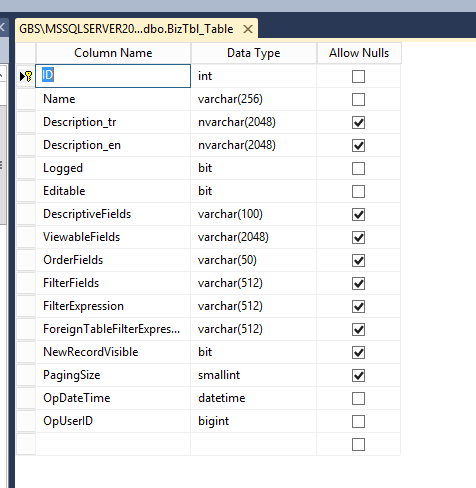 GBS\MSSQLSERVER20...dbo.BizTbl_Table
Column Name Data Type Allow Nulls
ID int
Name varchar(256)
Description_tr nvarchar(2048)
Description_en nvarchar(2048)
Logged bit
Editable bit
DescriptiveFields varchar(100)
ViewableFields varchar(2048)
OrderFields varchar(50)
FilterFields varchar(512)
FilterExpression varchar(512)
ForeignTableFilterExpres... varchar(512)
NewRecordVisible bit
PagingSize smallint
OpDateTime datetime
OpUserID bigint